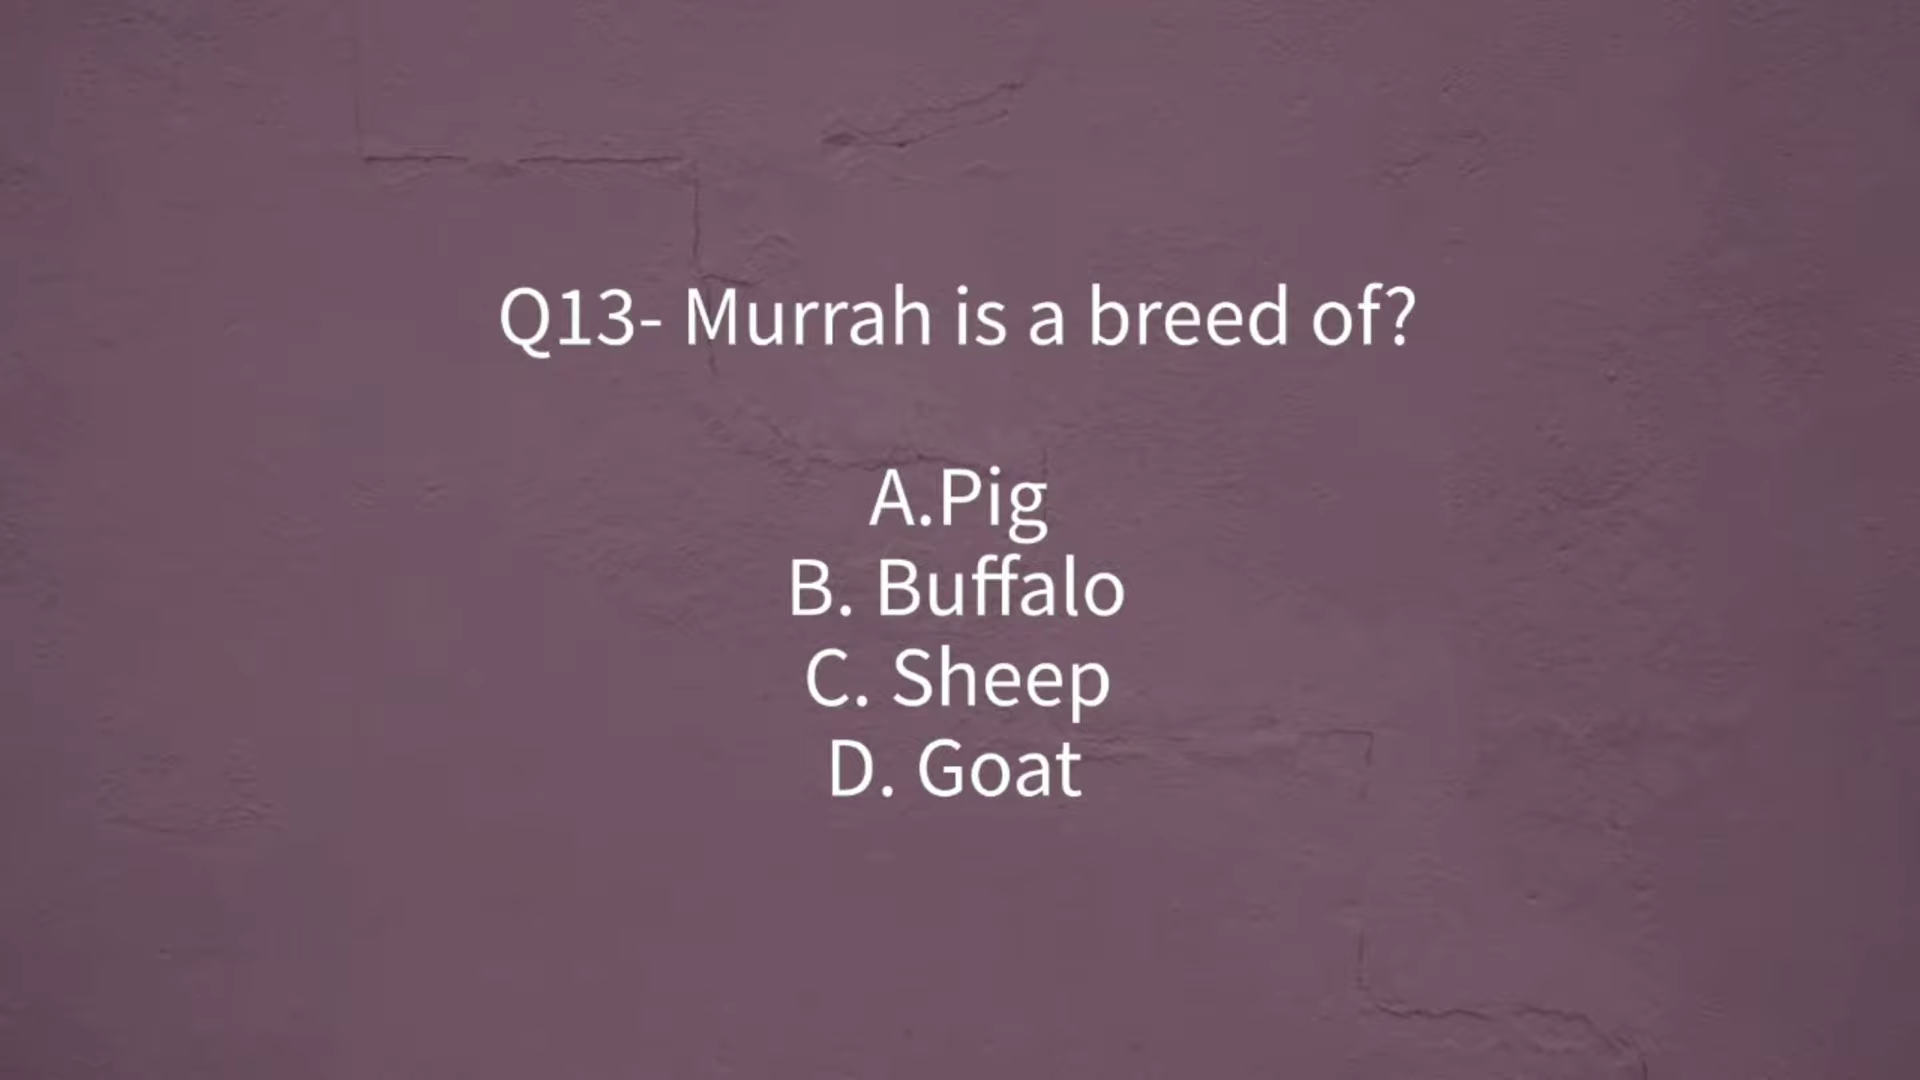 Q13- Murrah is a breed of?
A.Pig
B. Buffalo
C. Sheep
D. Goat